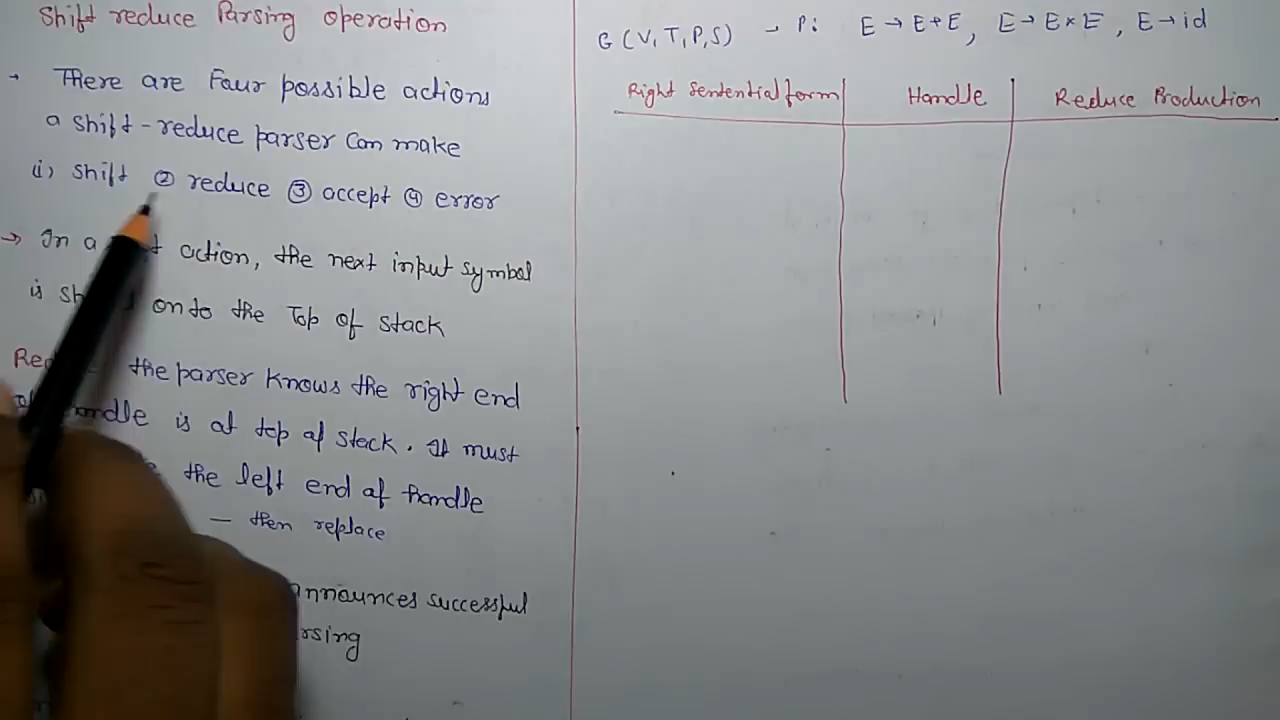 Shift reduce Parsing operation
→ There are Four possible actions
a shift-reduce parser can make
(i) shift ② reduce ③ accept ④ error
→ In a action, the next input symbol
is onto the Top of stack
the parser knows the right end
handle is at top of stack. It must
the left end of handle
— then replace
announces successful
G(V,T,P,S) → P: E→E+E, E→E×E, E→id
Right Sentential form Handle Reduce Production